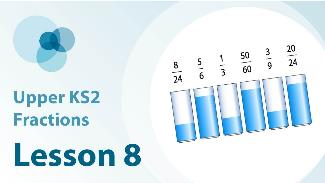 8/24 5/6 1/3 50/60 3/9 20/24
Upper KS2
Fractions
Lesson 8